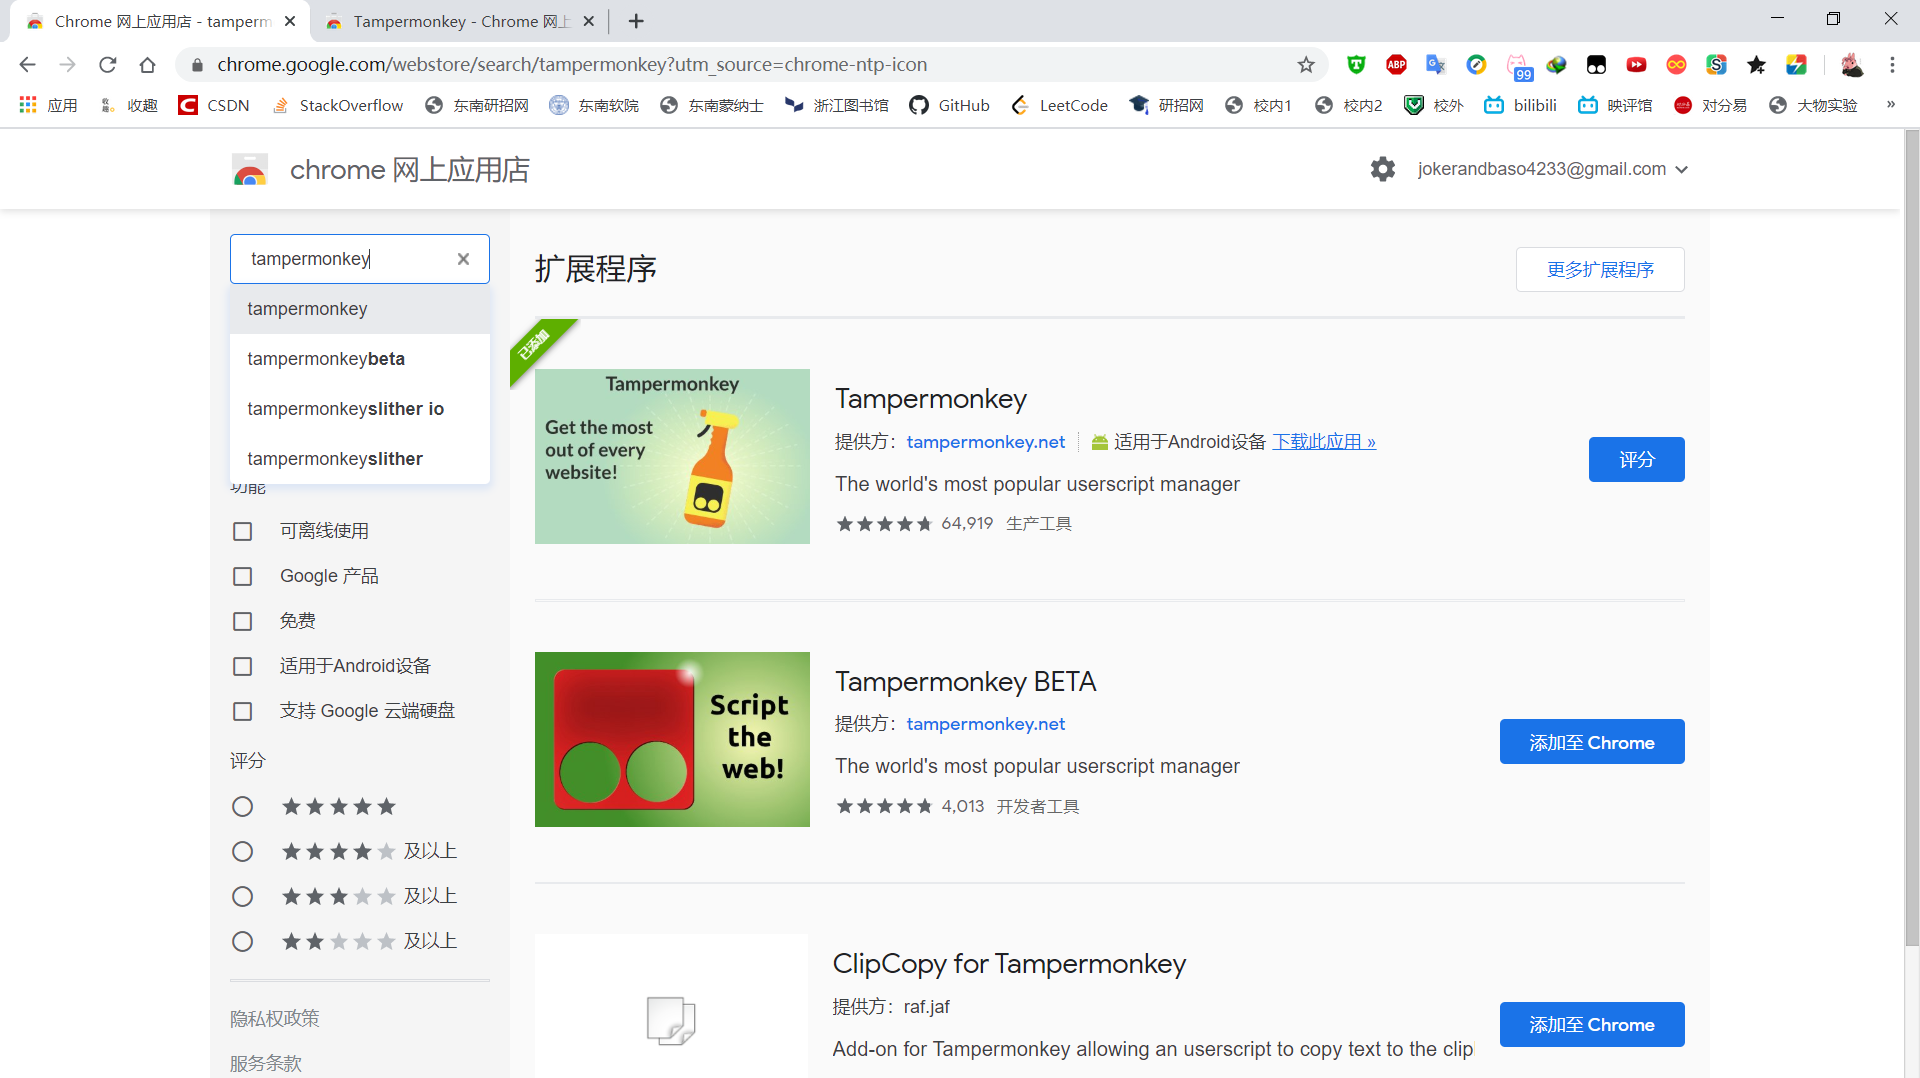 Chrome 网上应用店 - tamperm
Tampermonkey - Chrome 网上
chrome.google.com/webstore/search/tampermonkey?utm_source=chrome-ntp-icon
ABP
99
应用
收趣
收趣
CSDN
StackOverflow
东南研招网
东南软院
东南蒙纳士
浙江图书馆
GitHub
LeetCode
研招网
校内1
校内2
校外
bilibili
映评馆
对分易
大物实验
»
chrome 网上应用店
jokerandbaso4233@gmail.com
tampermonkey
tampermonkey
tampermonkeybeta
tampermonkeyslither io
tampermonkeyslither
功能
可离线使用
Google 产品
免费
适用于Android设备
支持 Google 云端硬盘
评分
及以上
及以上
及以上
隐私权政策
服务条款
扩展程序
更多扩展程序
已添加
Tampermonkey
Get the most
out of every
website!
Tampermonkey
提供方：tampermonkey.net 适用于Android设备 下载此应用 »
The world's most popular userscript manager
64,919 生产工具
评分
Script
the
web!
Tampermonkey BETA
提供方：tampermonkey.net
The world's most popular userscript manager
4,013 开发者工具
添加至 Chrome
ClipCopy for Tampermonkey
提供方：raf.jaf
Add-on for Tampermonkey allowing an userscript to copy text to the clip
添加至 Chrome